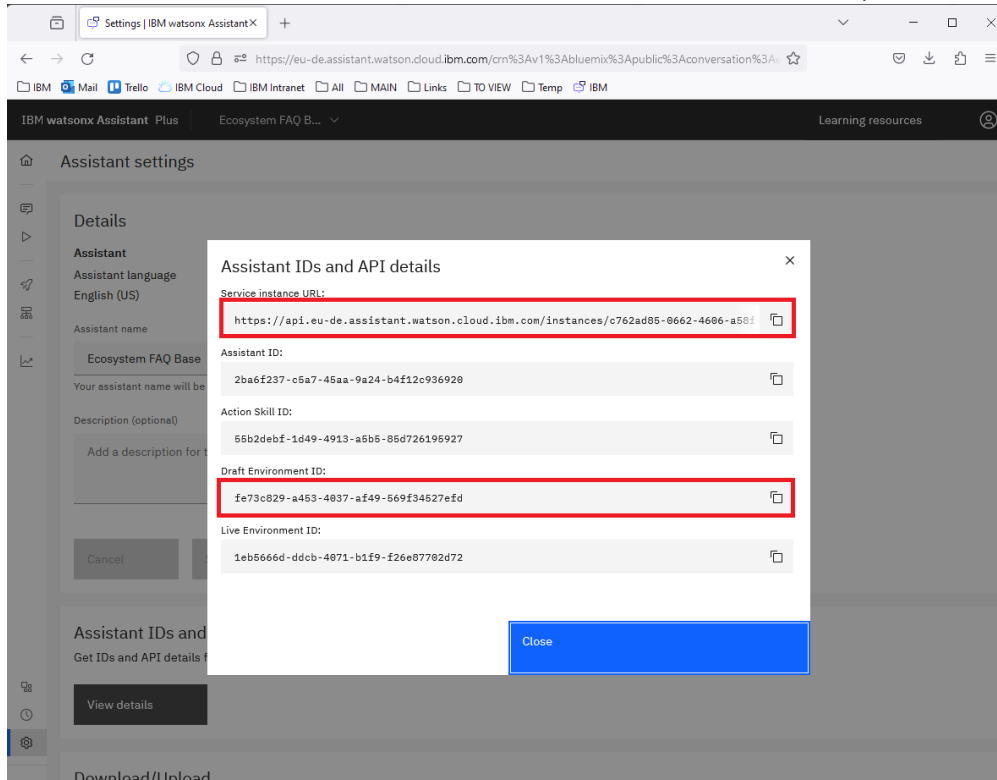 Settings | IBM watsonx Assistant
https://eu-de.assistant.watson.cloud.ibm.com/crn%3Av1%3Abluemix%3Apublic%3Aconversation%3A
IBM Mail Trello IBM Cloud IBM Intranet All MAIN Links TO VIEW Temp IBM
IBM watsonx Assistant Plus Ecosystem FAQ B... Learning resources
Assistant settings
Details
Assistant
Assistant language
English (US)
Assistant name
Ecosystem FAQ Base
Your assistant name will be
Description (optional)
Add a description for t
Cancel
Assistant IDs and
Get IDs and API details f
View details
Download/Upload
Assistant IDs and API details
Service instance URL:
https://api.eu-de.assistant.watson.cloud.ibm.com/instances/c762ad85-0662-4606-a58f
Assistant ID:
2ba6f237-c5a7-45aa-9a24-b4f12c936920
Action Skill ID:
55b2debf-1d49-4913-a5b5-85d726195927
Draft Environment ID:
fe73c829-a453-4037-af49-569f34527efd
Live Environment ID:
1eb5666d-ddcb-4071-b1f9-f26e87702d72
Close